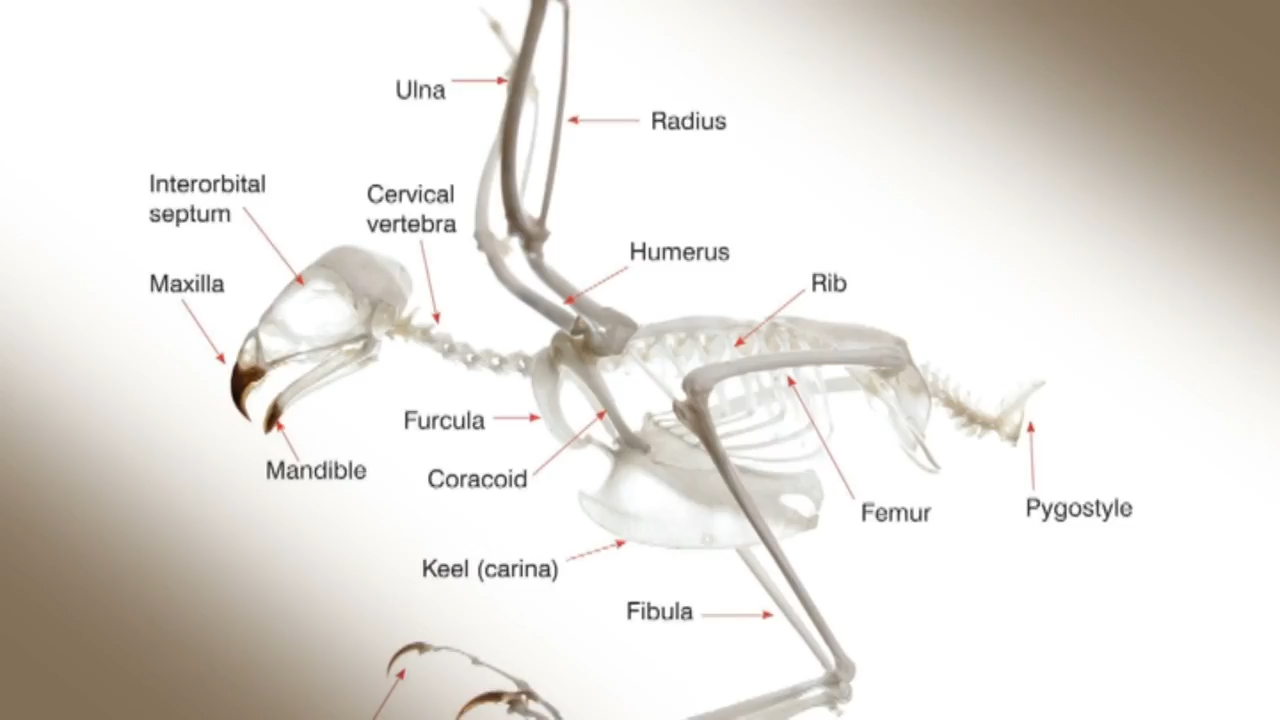 Ulna
Radius
Interorbital
septum
Cervical
vertebra
Humerus
Maxilla
Rib
Furcula
Mandible
Coracoid
Femur
Pygostyle
Keel (carina)
Fibula